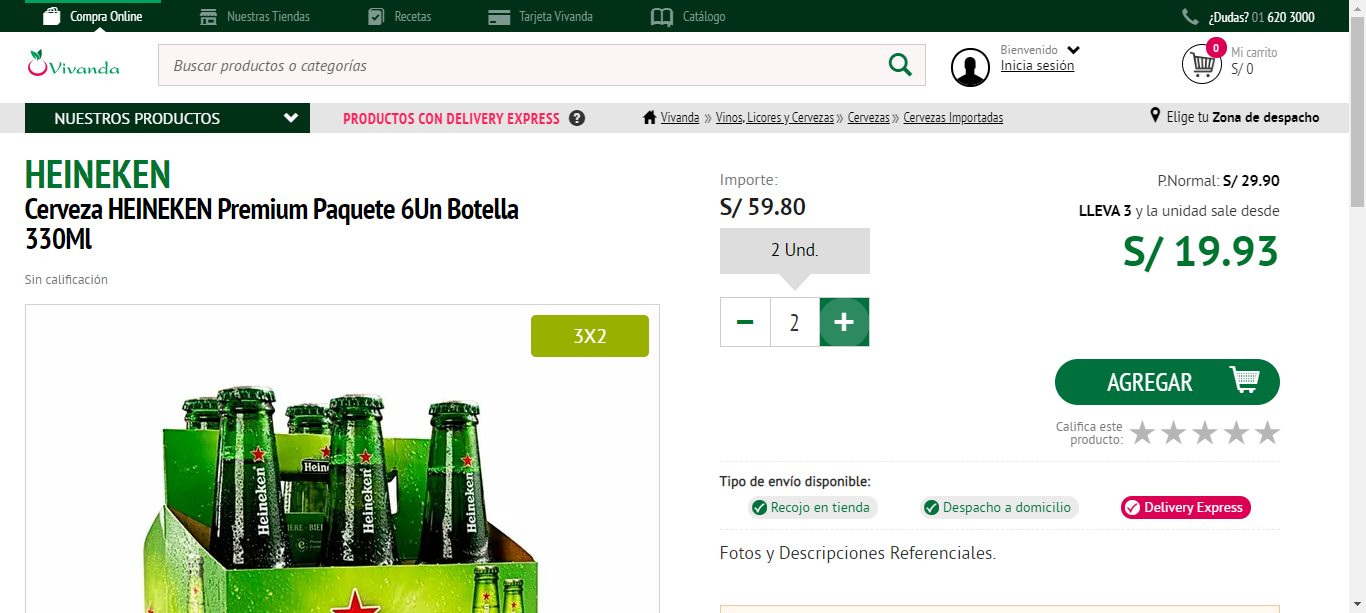 Compra Online
Nuestras Tiendas
Recetas
Tarjeta Vivanda
Catálogo
¿Dudas? 01 620 3000
Vivanda
Buscar productos o categorías
Bienvenido
Inicia sesión
0
Mi carrito
S/ 0
NUESTROS PRODUCTOS
PRODUCTOS CON DELIVERY EXPRESS ?
Vivanda » Vinos, Licores y Cervezas » Cervezas » Cervezas Importadas
Elige tu Zona de despacho
HEINEKEN
Cerveza HEINEKEN Premium Paquete 6Un Botella
330Ml
Sin calificación
3X2
Heineken
Heineken
Heineken
Importe:
S/ 59.80
2 Und.
− 2 +
P.Normal: S/ 29.90
LLEVA 3 y la unidad sale desde
S/ 19.93
AGREGAR
Califica este
producto:
Tipo de envío disponible:
Recojo en tienda
Despacho a domicilio
Delivery Express
Fotos y Descripciones Referenciales.